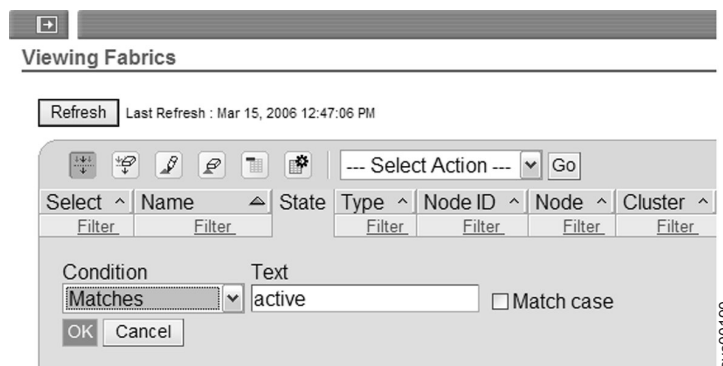 Viewing Fabrics
Refresh Last Refresh : Mar 15, 2006 12:47:06 PM
--- Select Action --- Go
Select Name State Type Node ID Node Cluster
Filter Filter Filter Filter Filter Filter
Condition Text
Matches active Match case
OK Cancel